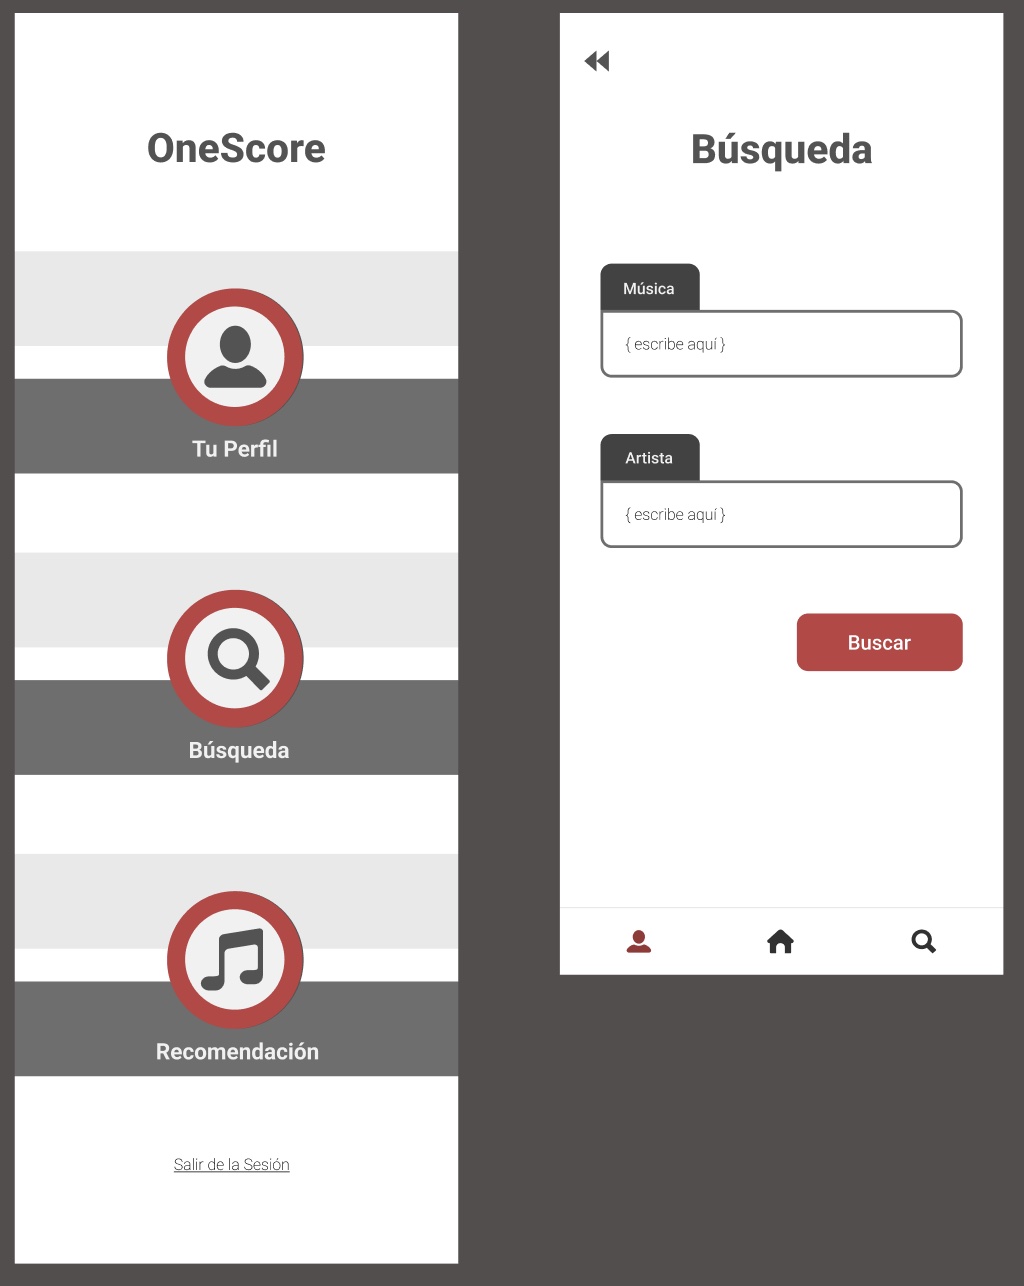 OneScore
Tu Perfil
Búsqueda
Recomendación
Salir de la Sesión
Búsqueda
Música
{ escribe aquí }
Artista
{ escribe aquí }
Buscar